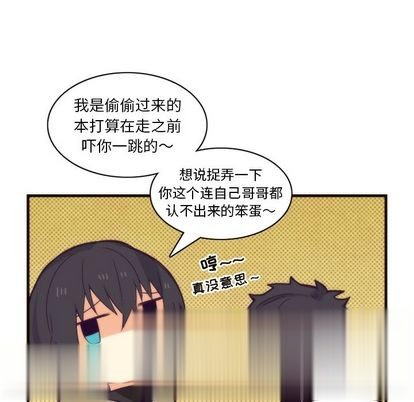 我是偷偷过来的
本打算在走之前
吓你一跳的～
想说捉弄一下
你这个连自己哥哥都
认不出来的笨蛋～
哼～～
真没意思～